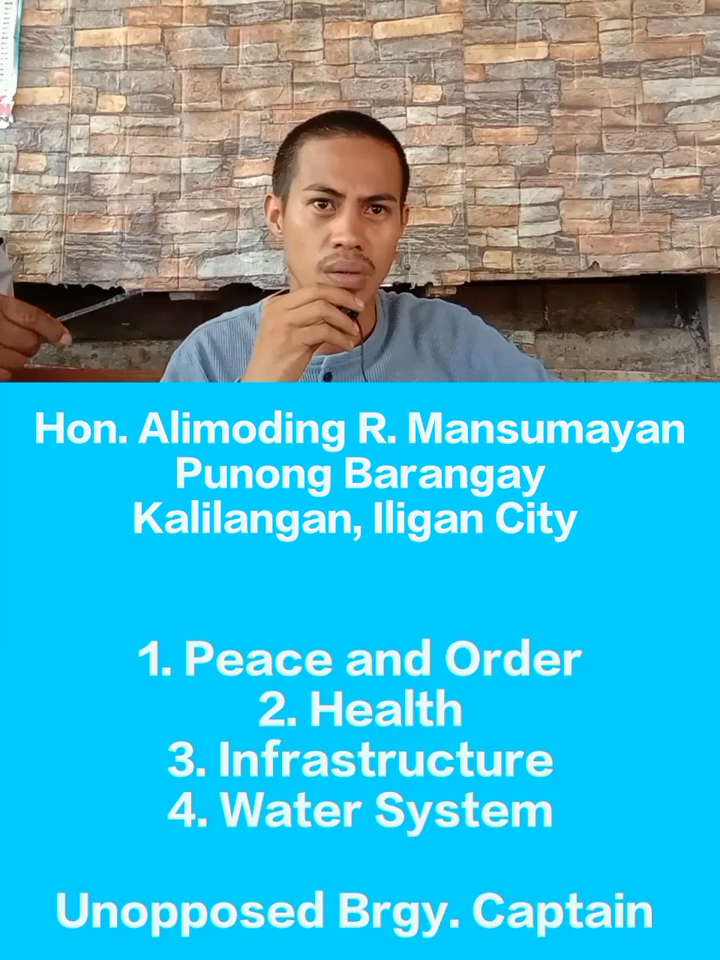 Hon. Alimoding R. Mansumayan
Punong Barangay
Kalilangan, Iligan City
1. Peace and Order
2. Health
3. Infrastructure
4. Water System
Unopposed Brgy. Captain